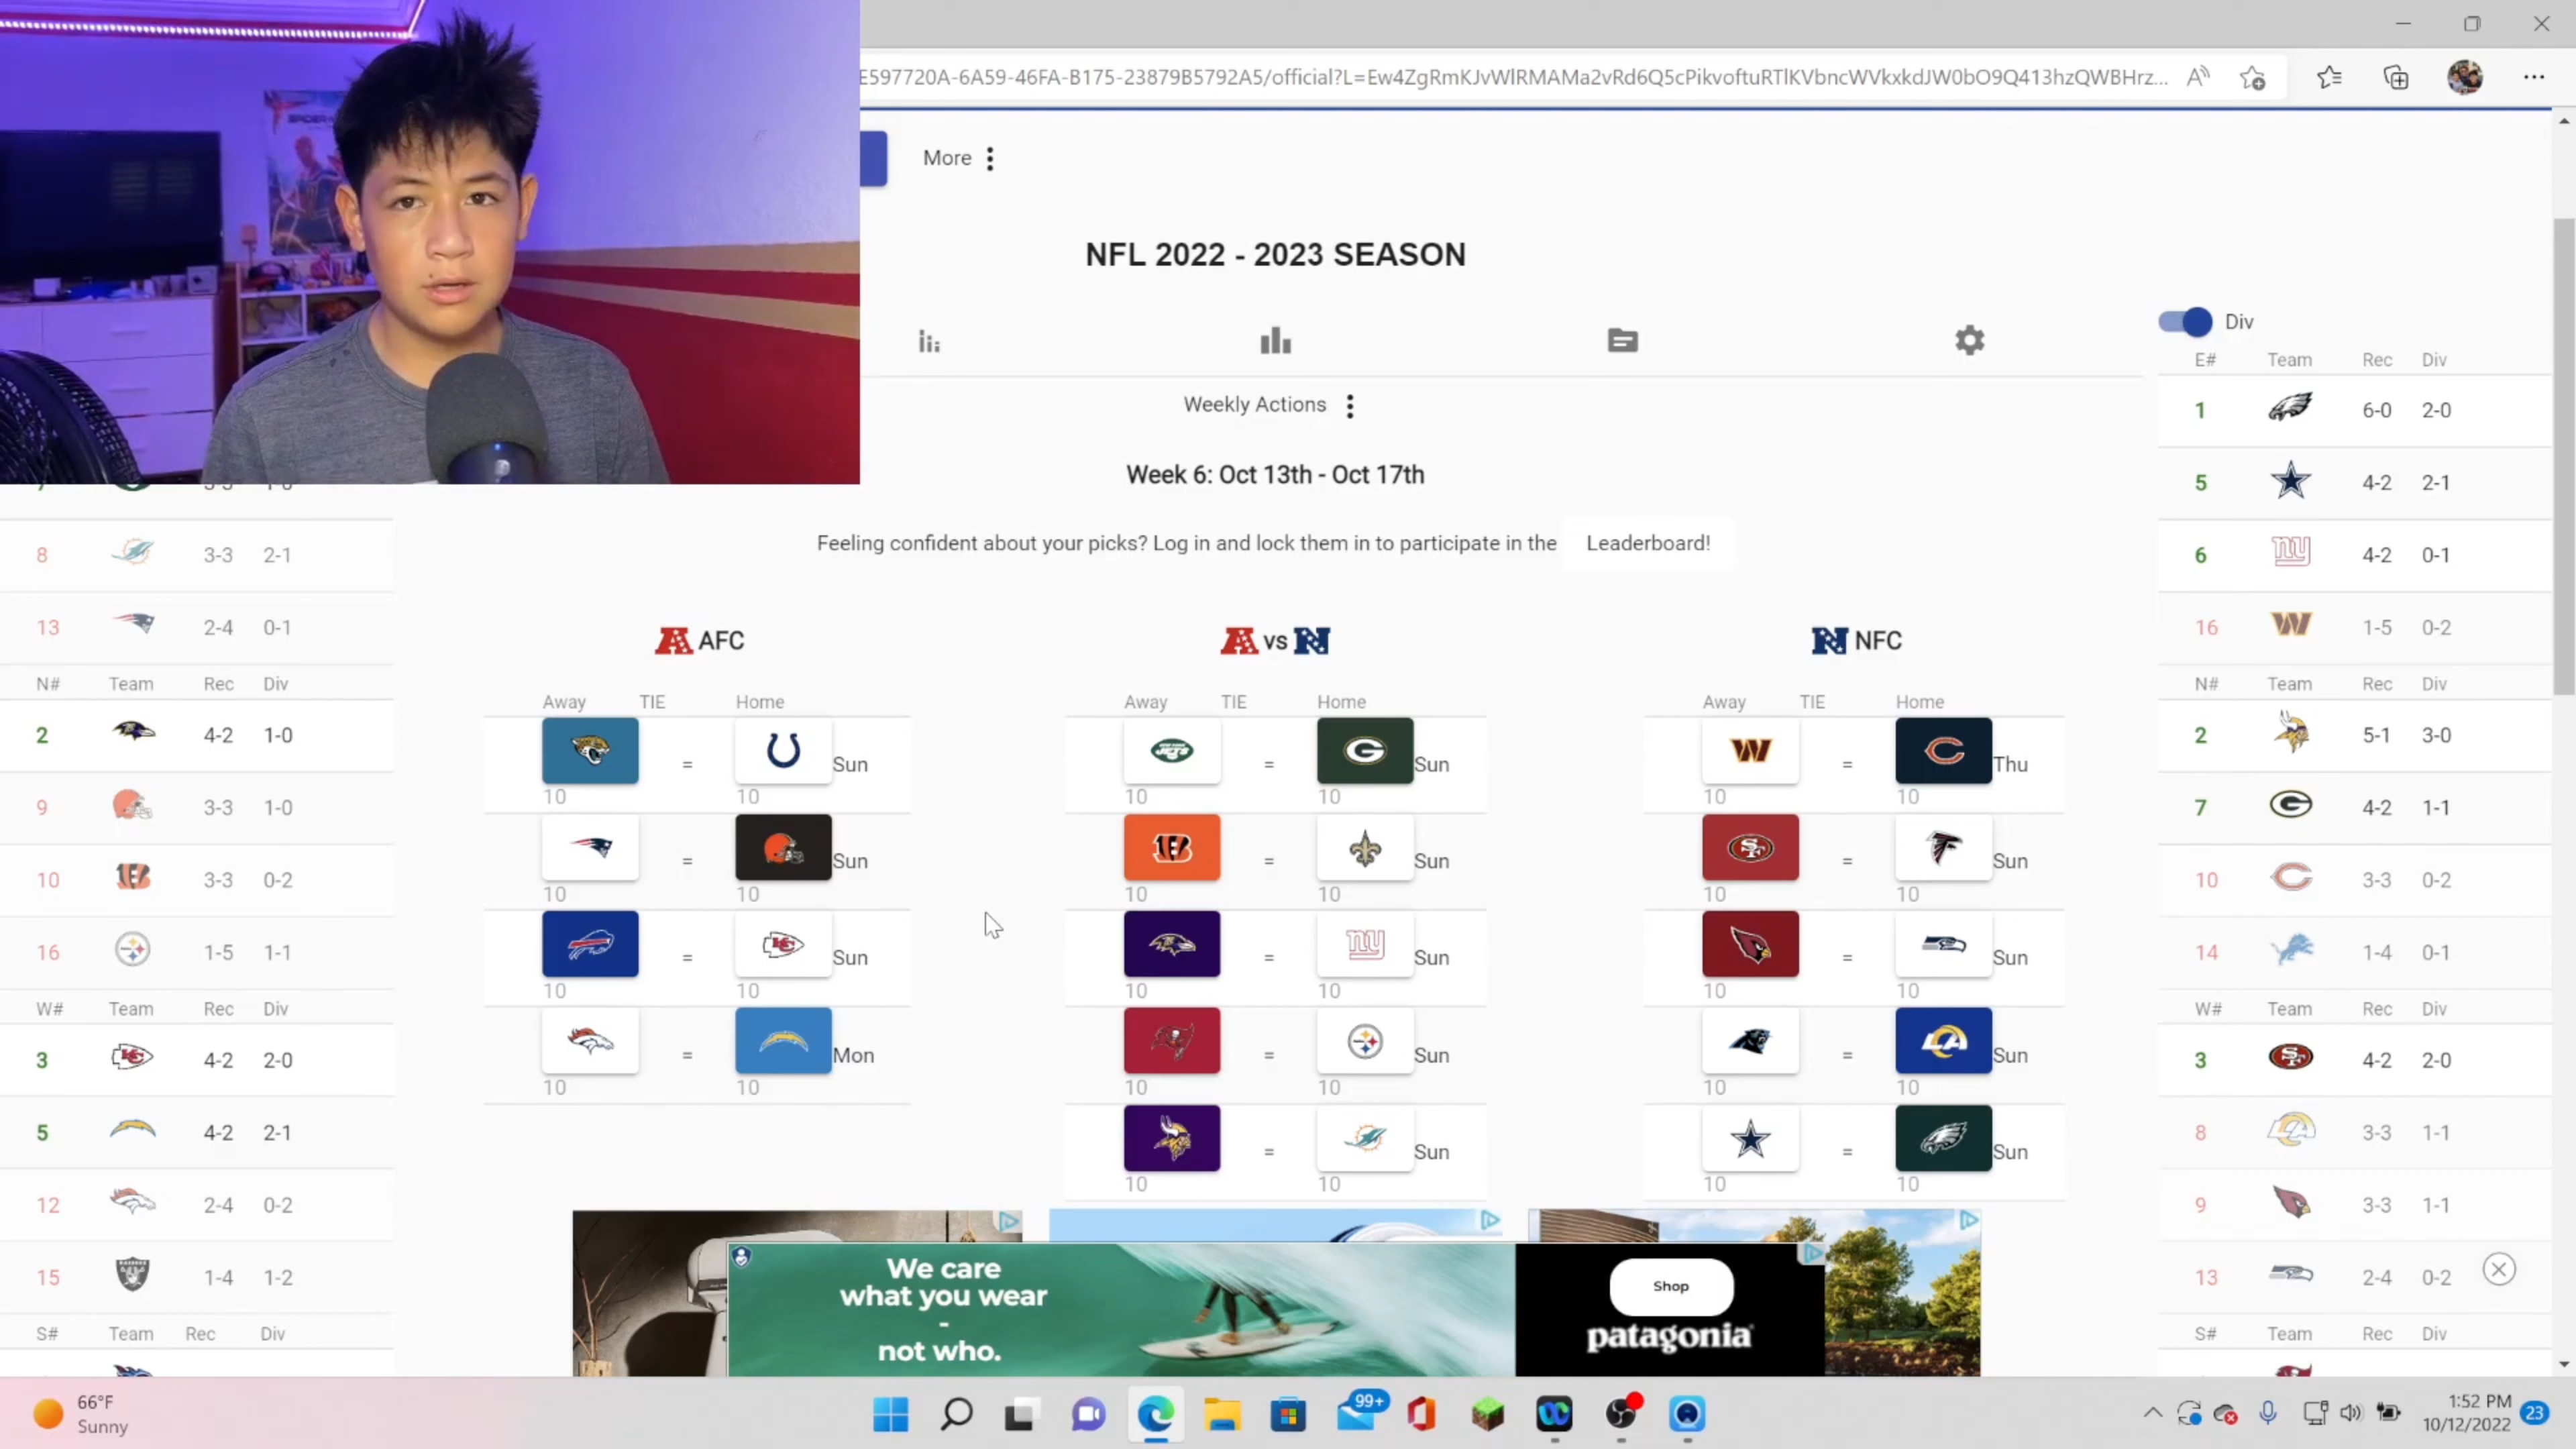 E597720A-6A59-46FA-B175-23879B5792A5/official?L=Ew4ZgRmKJvWlRMAMa2vRd6Q5cPikvoftuRTlKVbncWVkxkdJW0bO9Q413hzQWBHrz...
More
NFL 2022 - 2023 SEASON
Weekly Actions
Week 6: Oct 13th - Oct 17th
Feeling confident about your picks? Log in and lock them in to participate in the Leaderboard!
8 3-3 2-1
13 2-4 0-1
N# Team Rec Div
2 4-2 1-0
9 3-3 1-0
10 3-3 0-2
16 1-5 1-1
W# Team Rec Div
3 4-2 2-0
5 4-2 2-1
12 2-4 0-2
15 1-4 1-2
S# Team Rec Div
A AFC
Away TIE Home
= Sun
10 10
= Sun
10 10
= Sun
10 10
= Mon
10 10
A vs N
Away TIE Home
JETS = G Sun
10 10
= Sun
10 10
= ny Sun
10 10
= Sun
10 10
= Sun
10 10
N NFC
Away TIE Home
W = C Thu
10 10
SF = Sun
10 10
= Sun
10 10
= LA Sun
10 10
= Sun
10 10
Div
E# Team Rec Div
1 6-0 2-0
5 4-2 2-1
6 ny 4-2 0-1
16 W 1-5 0-2
N# Team Rec Div
2 5-1 3-0
7 G 4-2 1-1
10 C 3-3 0-2
14 1-4 0-1
W# Team Rec Div
3 SF 4-2 2-0
8 LA 3-3 1-1
9 3-3 1-1
13 2-4 0-2
S# Team Rec Div
We care
what you wear
-
not who.
Shop
patagonia
66°F
Sunny
99+
1:52 PM
10/12/2022
23